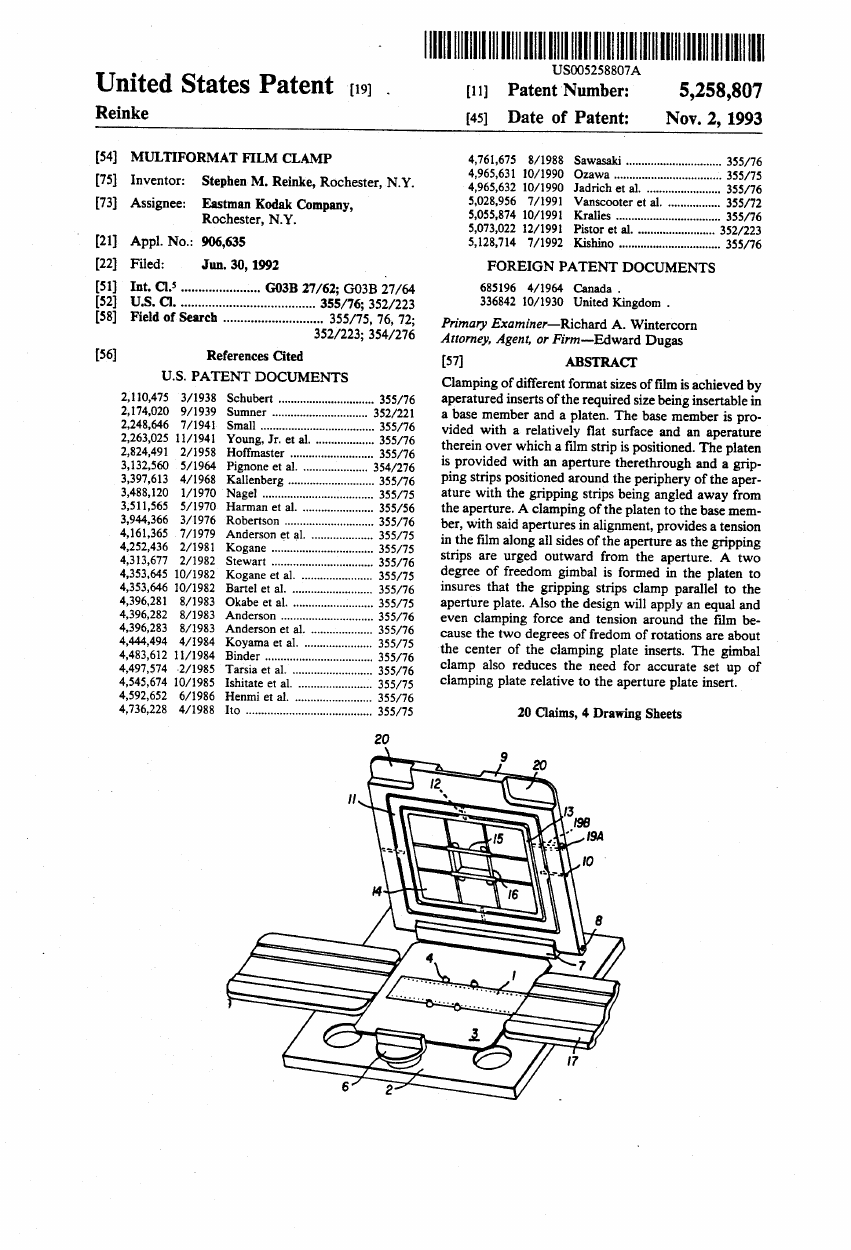 US005258807A
United States Patent [19]
Reinke
[11] Patent Number: 5,258,807
[45] Date of Patent: Nov. 2, 1993
[54] MULTIFORMAT FILM CLAMP
[75] Inventor: Stephen M. Reinke, Rochester, N.Y.
[73] Assignee: Eastman Kodak Company,
Rochester, N.Y.
[21] Appl. No.: 906,635
[22] Filed: Jun. 30, 1992
[51] Int. Cl.⁵ ....................... G03B 27/62; G03B 27/64
[52] U.S. Cl. ....................................... 355/76; 352/223
[58] Field of Search ............................. 355/75, 76, 72;
352/223; 354/276
[56] References Cited
U.S. PATENT DOCUMENTS
2,110,475 3/1938 Schubert ............................... 355/76
2,174,020 9/1939 Sumner ............................... 352/221
2,248,646 7/1941 Small ..................................... 355/76
2,263,025 11/1941 Young, Jr. et al. ................... 355/76
2,824,491 2/1958 Hoffmaster ........................... 355/76
3,132,560 5/1964 Pignone et al. ..................... 354/276
3,397,613 4/1968 Kallenberg ............................ 355/76
3,488,120 1/1970 Nagel .................................... 355/75
3,511,565 5/1970 Harman et al. ....................... 355/56
3,944,366 3/1976 Robertson ............................. 355/76
4,161,365 7/1979 Anderson et al. .................... 355/75
4,252,436 2/1981 Kogane ................................. 355/75
4,313,677 2/1982 Stewart ................................. 355/76
4,353,645 10/1982 Kogane et al. ....................... 355/75
4,353,646 10/1982 Bartel et al. .......................... 355/76
4,396,281 8/1983 Okabe et al. .......................... 355/75
4,396,282 8/1983 Anderson .............................. 355/76
4,396,283 8/1983 Anderson et al. .................... 355/76
4,444,494 4/1984 Koyama et al. ...................... 355/75
4,483,612 11/1984 Binder ................................... 355/76
4,497,574 2/1985 Tarsia et al. .......................... 355/76
4,545,674 10/1985 Ishitate et al. ........................ 355/75
4,592,652 6/1986 Henmi et al. ......................... 355/76
4,736,228 4/1988 Ito ......................................... 355/75
4,761,675 8/1988 Sawasaki ............................... 355/76
4,965,631 10/1990 Ozawa ................................... 355/75
4,965,632 10/1990 Jadrich et al. ........................ 355/76
5,028,956 7/1991 Vanscooter et al. ................. 355/72
5,055,874 10/1991 Kralles .................................. 355/76
5,073,022 12/1991 Pistor et al. ......................... 352/223
5,128,714 7/1992 Kishino ................................. 355/76
FOREIGN PATENT DOCUMENTS
685196 4/1964 Canada .
336842 10/1930 United Kingdom .
Primary Examiner—Richard A. Wintercorn
Attorney, Agent, or Firm—Edward Dugas
[57] ABSTRACT
Clamping of different format sizes of film is achieved by
aperatured inserts of the required size being insertable in
a base member and a platen. The base member is pro-
vided with a relatively flat surface and an aperature
therein over which a film strip is positioned. The platen
is provided with an aperture therethrough and a grip-
ping strips positioned around the periphery of the aper-
ature with the gripping strips being angled away from
the aperture. A clamping of the platen to the base mem-
ber, with said apertures in alignment, provides a tension
in the film along all sides of the aperture as the gripping
strips are urged outward from the aperture. A two
degree of freedom gimbal is formed in the platen to
insures that the gripping strips clamp parallel to the
aperture plate. Also the design will apply an equal and
even clamping force and tension around the film be-
cause the two degrees of fredom of rotations are about
the center of the clamping plate inserts. The gimbal
clamp also reduces the need for accurate set up of
clamping plate relative to the aperture plate insert.
20 Claims, 4 Drawing Sheets
20
9
20
12
11
13
19B
19A
15
10
14
16
8
7
4
1
3
17
6
2